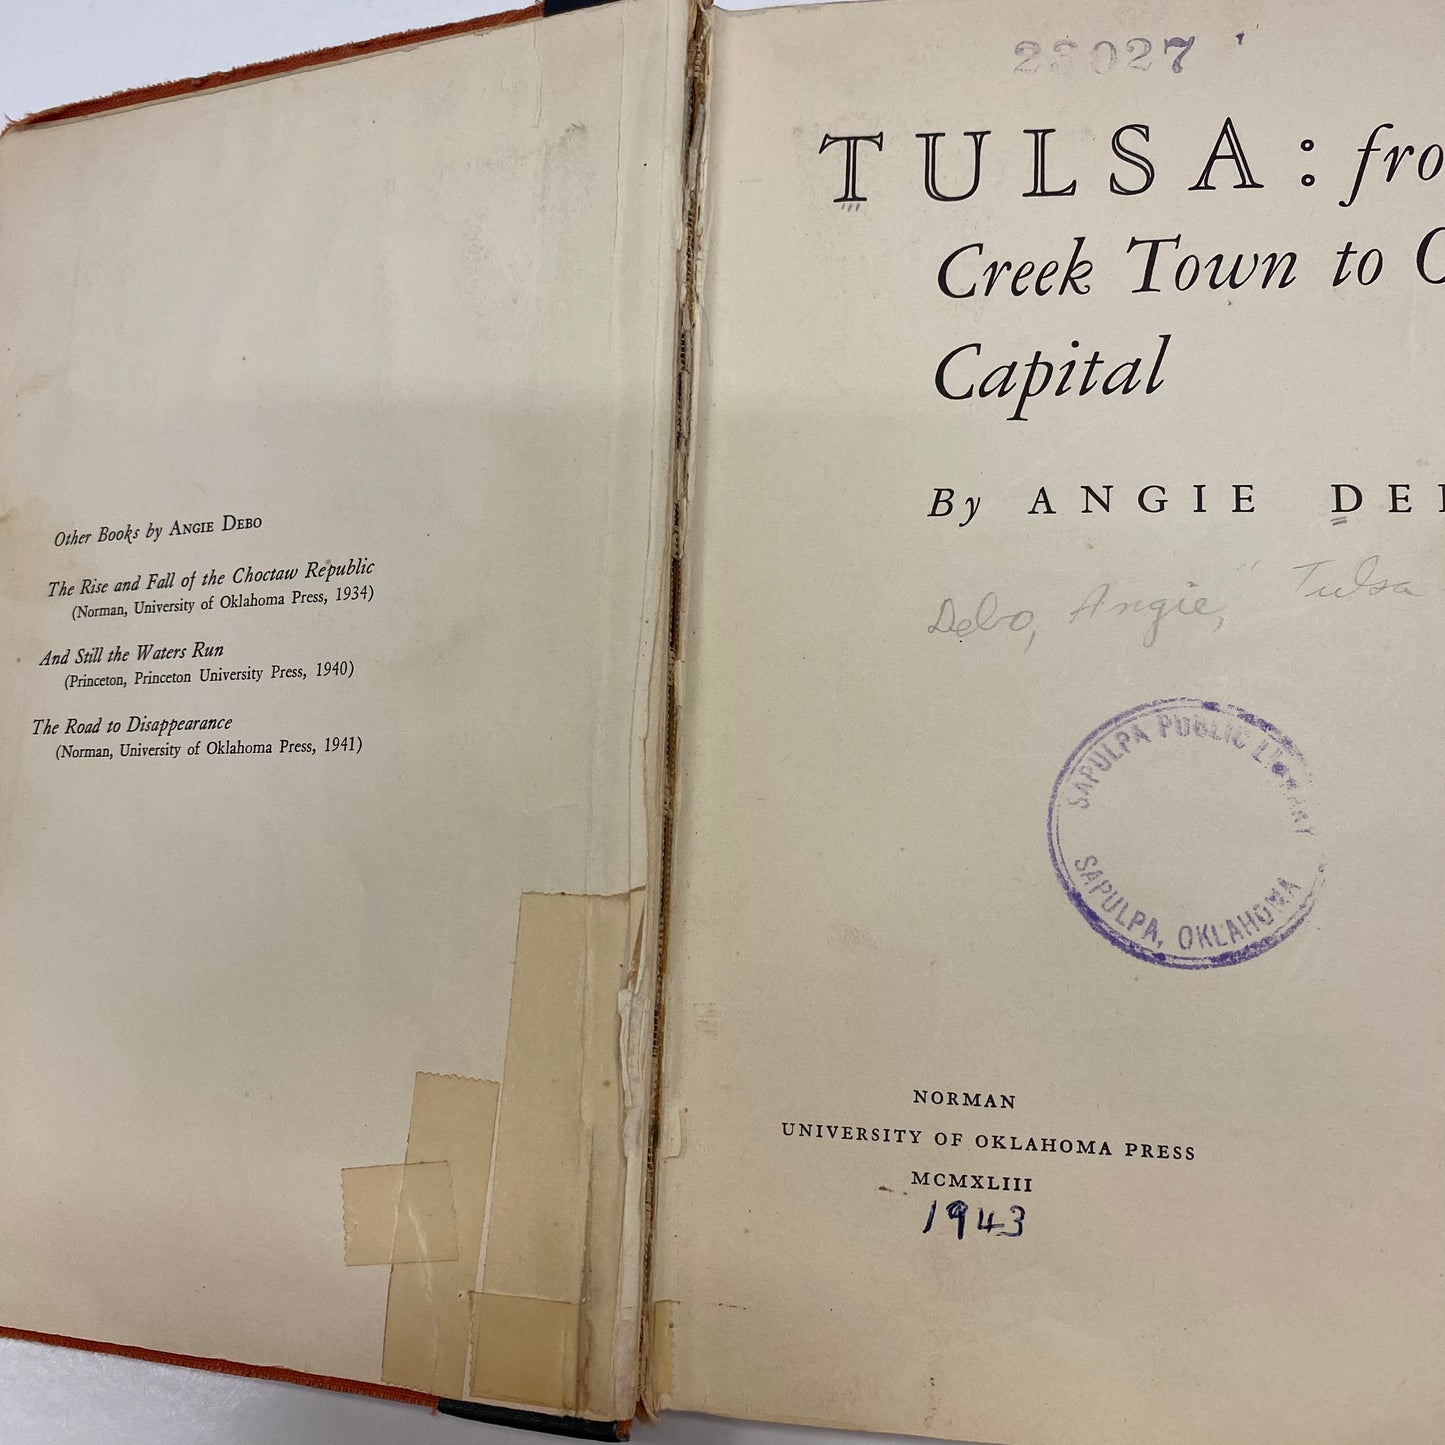 Other Books by ANGIE DEBO
The Rise and Fall of the Choctaw Republic
(Norman, University of Oklahoma Press, 1934)
And Still the Waters Run
(Princeton, Princeton University Press, 1940)
The Road to Disappearance
(Norman, University of Oklahoma Press, 1941)
23027
TULSA: fro
Creek Town to
Capital
By ANGIE DE
Debo, Angie, " Tulsa
SAPULPA PUBLIC LIBRARY
SAPULPA, OKLAHOMA
NORMAN
UNIVERSITY OF OKLAHOMA PRESS
MCMXLIII
1943